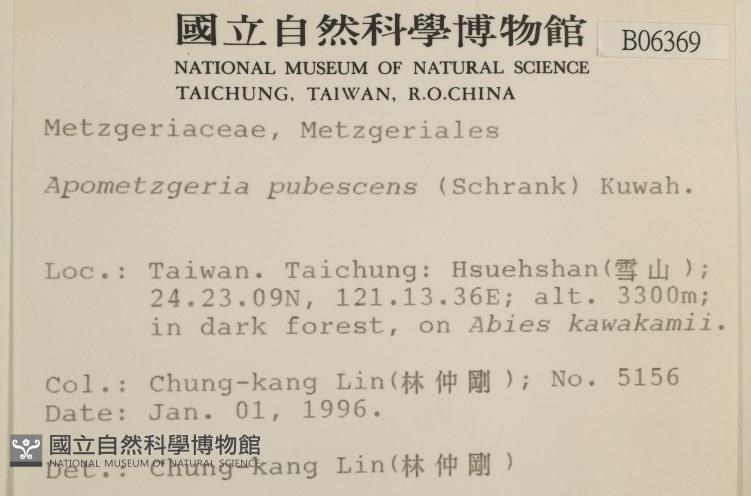 國立自然科學博物館
B06369
NATIONAL MUSEUM OF NATURAL SCIENCE
TAICHUNG, TAIWAN, R.O.CHINA
Metzgeriaceae, Metzgeriales
Apometzgeria pubescens (Schrank) Kuwah.
Loc.: Taiwan. Taichung: Hsuehshan(雪山);
24.23.09N, 121.13.36E; alt. 3300m;
in dark forest, on Abies kawakamii.
Col.: Chung-kang Lin(林仲剛); No. 5156
Date: Jan. 01, 1996.
國立自然科學博物館
NATIONAL MUSEUM OF NATURAL SCIENCE
Det.: Chung-kang Lin(林仲剛)